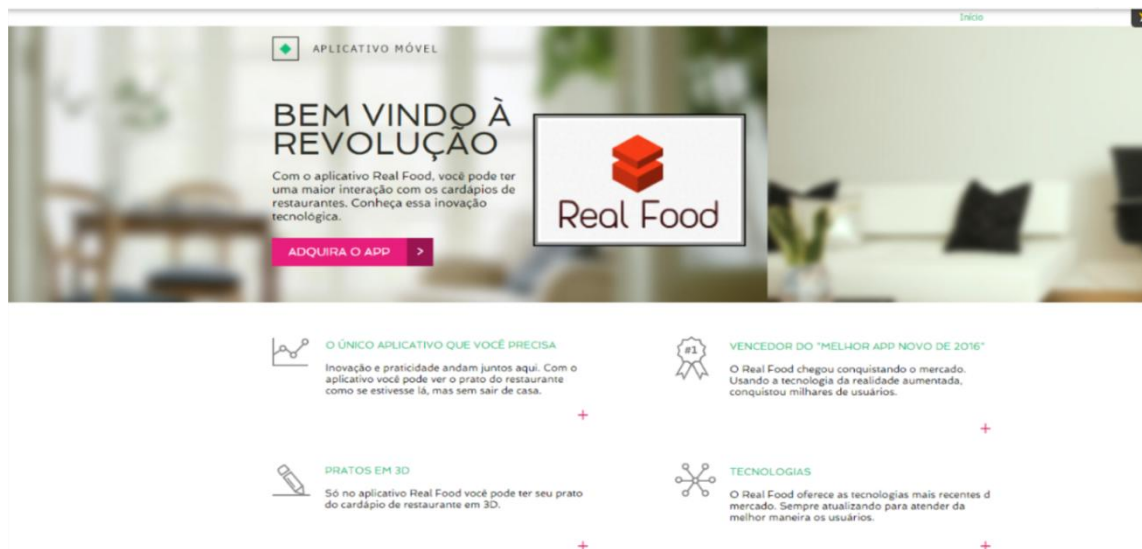 Início
APLICATIVO MÓVEL
BEM VINDO À
REVOLUÇÃO
Com o aplicativo Real Food, você pode ter
uma maior interação com os cardápios de
restaurantes. Conheça essa inovação
tecnológica.
ADQUIRA O APP >
Real Food
O ÚNICO APLICATIVO QUE VOCÊ PRECISA
Inovação e praticidade andam juntos aqui. Com o
aplicativo você pode ver o prato do restaurante
como se estivesse lá, mas sem sair de casa.
+
#1
VENCEDOR DO "MELHOR APP NOVO DE 2016"
O Real Food chegou conquistando o mercado.
Usando a tecnologia da realidade aumentada,
conquistou milhares de usuários.
+
PRATOS EM 3D
Só no aplicativo Real Food você pode ter seu prato
do cardápio de restaurante em 3D.
+
TECNOLOGIAS
O Real Food oferece as tecnologias mais recentes d
mercado. Sempre atualizando para atender da
melhor maneira os usuários.
+